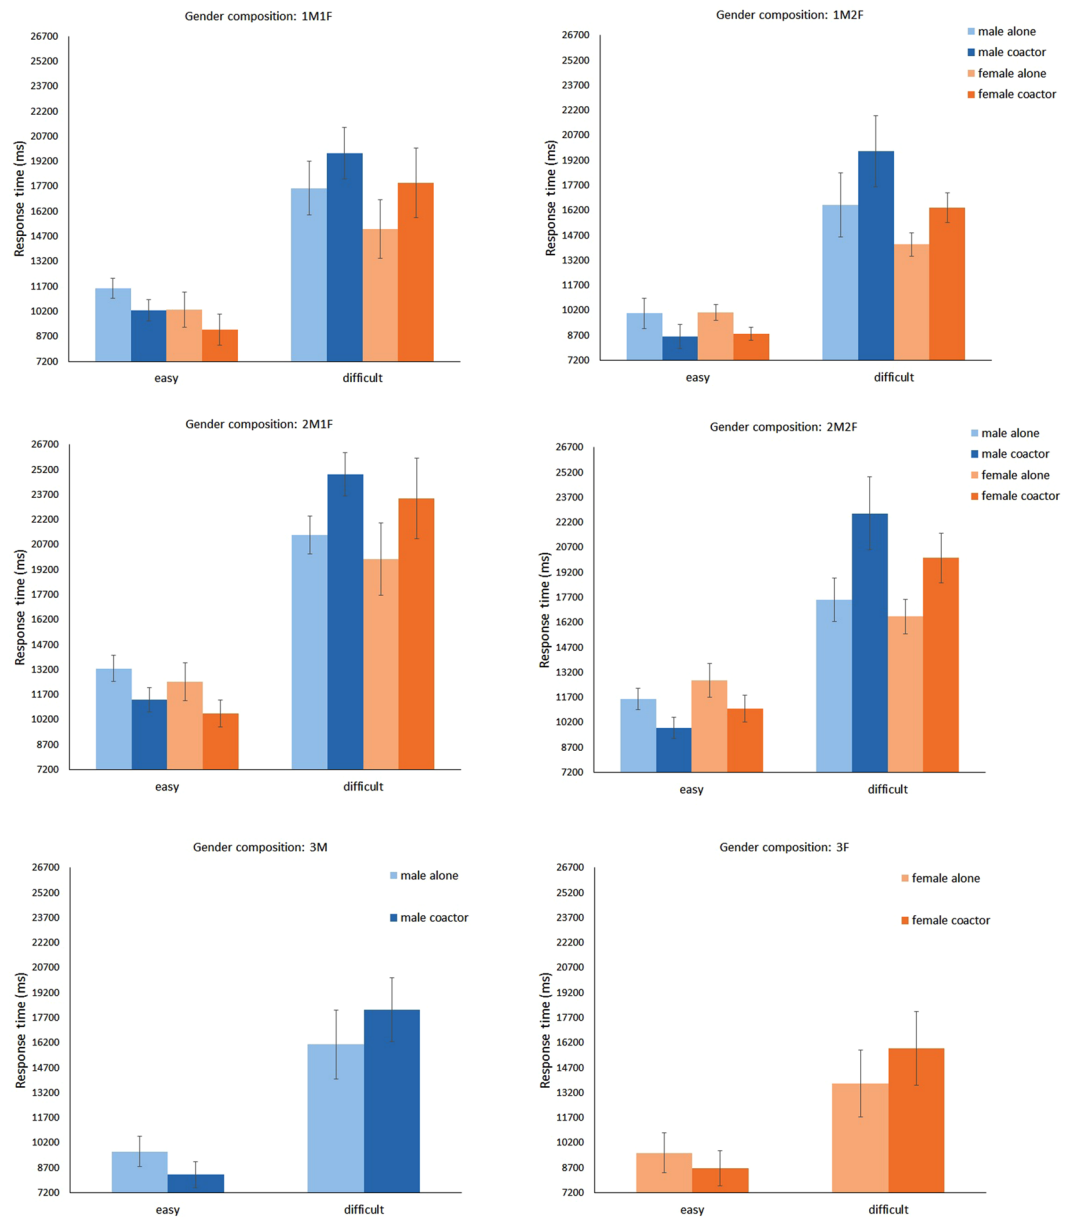 Gender composition: 1M1F
Response time (ms)
26700
25200
23700
22200
20700
19200
17700
16200
14700
13200
11700
10200
8700
7200
easy
difficult
Gender composition: 1M2F
male alone
male coactor
female alone
female coactor
Response time (ms)
26700
25200
23700
22200
20700
19200
17700
16200
14700
13200
11700
10200
8700
7200
easy
difficult
Gender composition: 2M1F
Response time (ms)
26700
25200
23700
22200
20700
19200
17700
16200
14700
13200
11700
10200
8700
7200
easy
difficult
Gender composition: 2M2F
male alone
male coactor
female alone
female coactor
Response time (ms)
26700
25200
23700
22200
20700
19200
17700
16200
14700
13200
11700
10200
8700
7200
easy
difficult
Gender composition: 3M
male alone
male coactor
Response time (ms)
26700
25200
23700
22200
20700
19200
17700
16200
14700
13200
11700
10200
8700
7200
easy
difficult
Gender composition: 3F
female alone
female coactor
Response time (ms)
26700
25200
23700
22200
20700
19200
17700
16200
14700
13200
11700
10200
8700
7200
easy
difficult